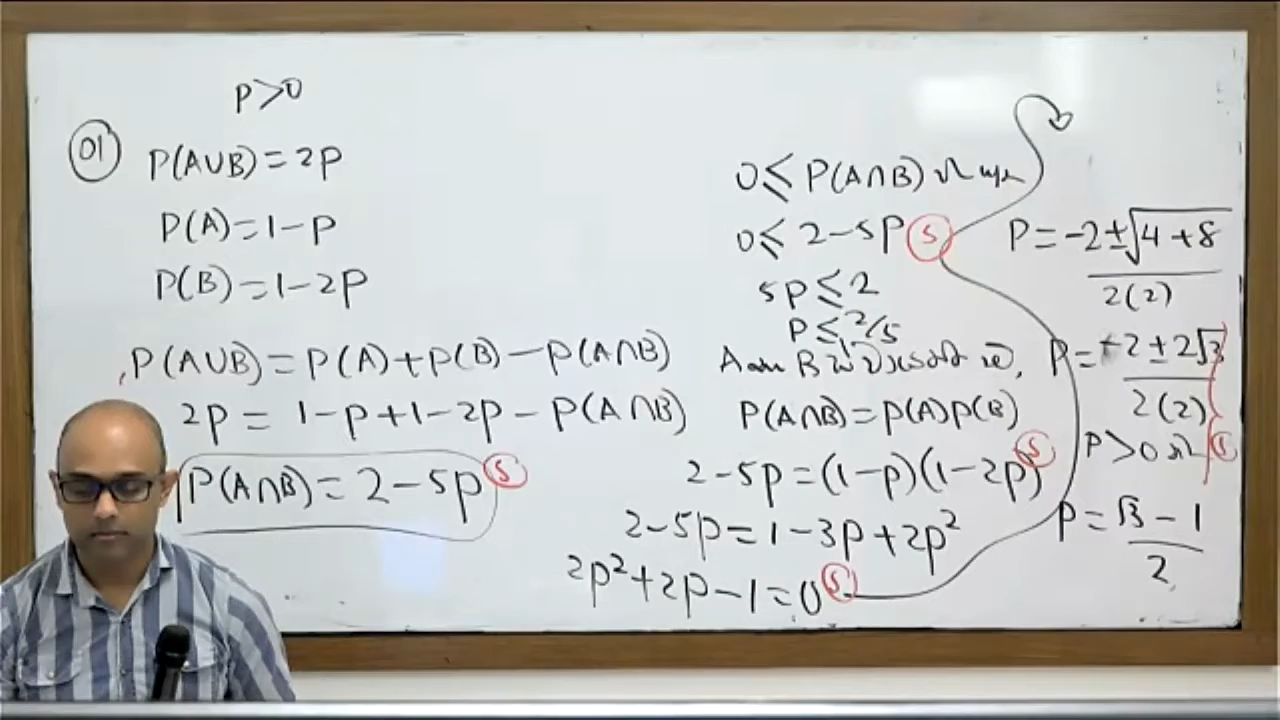 P>0
01
P(A∪B)=2p
P(A)=1-p
P(B)=1-2p
P(A∪B)=P(A)+P(B)-P(A∩B)
2p = 1-p+1-2p-P(A∩B)
P(A∩B)=2-5p 5
0≤P(A∩B)
0≤2-5p 5
5p≤2
P≤2/5
A B
P(A∩B)=P(A)P(B)
2-5p=(1-p)(1-2p) 5
2-5p=1-3p+2p²
2p²+2p-1=0 5
P=-2±√4+8
2(2)
P=-2±2√3
2(2)
P>0
P=√3-1
2